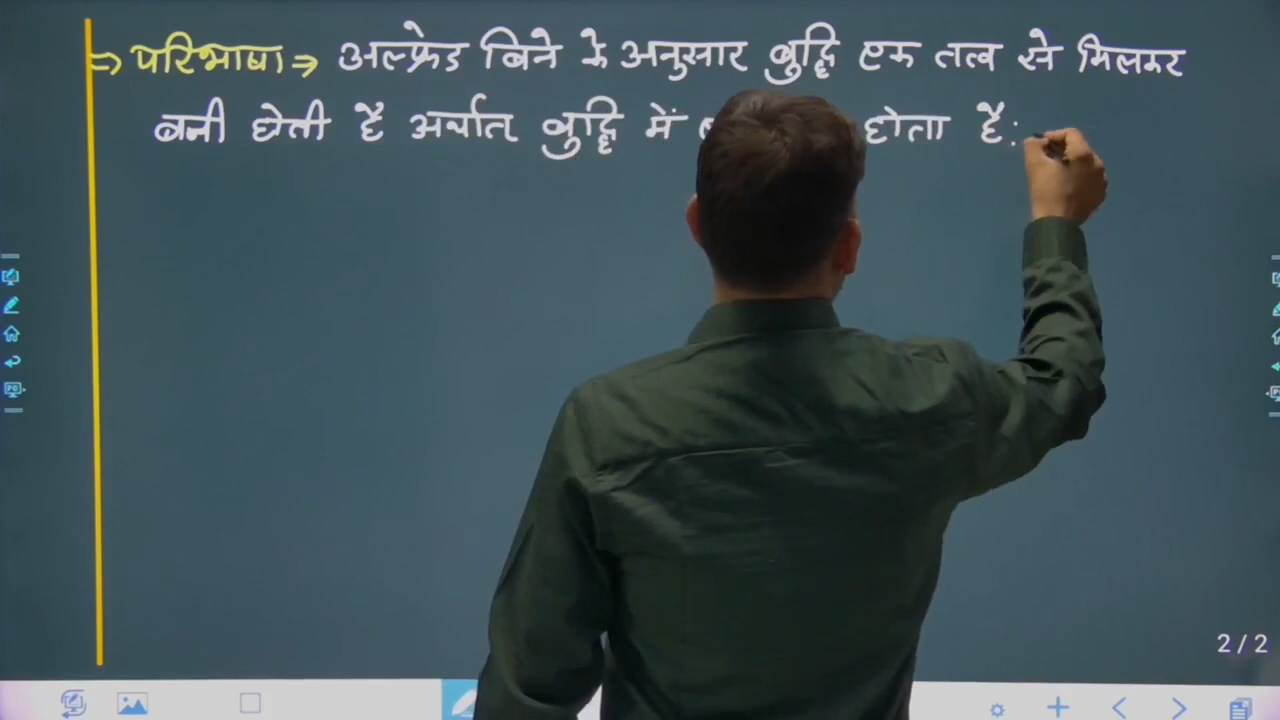 → परिभाषा ⇒ अल्फ्रेड बिने के अनुसार बुद्धि एक तत्व से मिलकर
बनी होती है अर्थात बुद्धि में होता है:
2 / 2